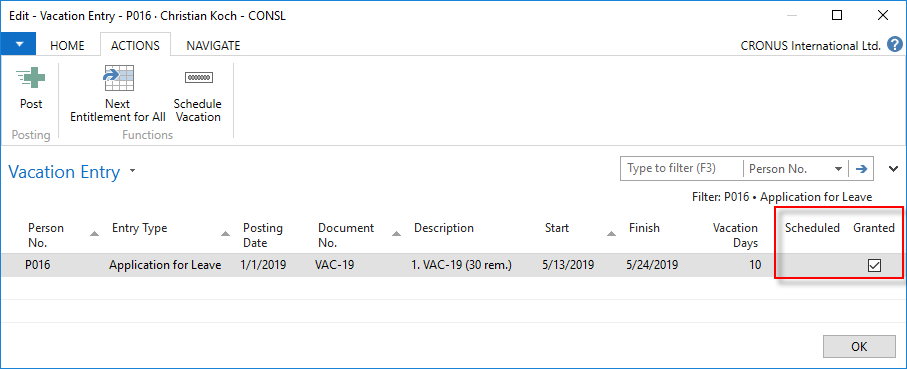 Edit - Vacation Entry - P016 · Christian Koch - CONSL
HOME ACTIONS NAVIGATE CRONUS International Ltd. ?
Post Next Entitlement for All Schedule Vacation
Posting Functions
Vacation Entry Type to filter (F3) Person No.
Filter: P016 • Application for Leave
Person No. Entry Type Posting Date Document No. Description Start Finish Vacation Days Scheduled Granted
P016 Application for Leave 1/1/2019 VAC-19 1. VAC-19 (30 rem.) 5/13/2019 5/24/2019 10
OK